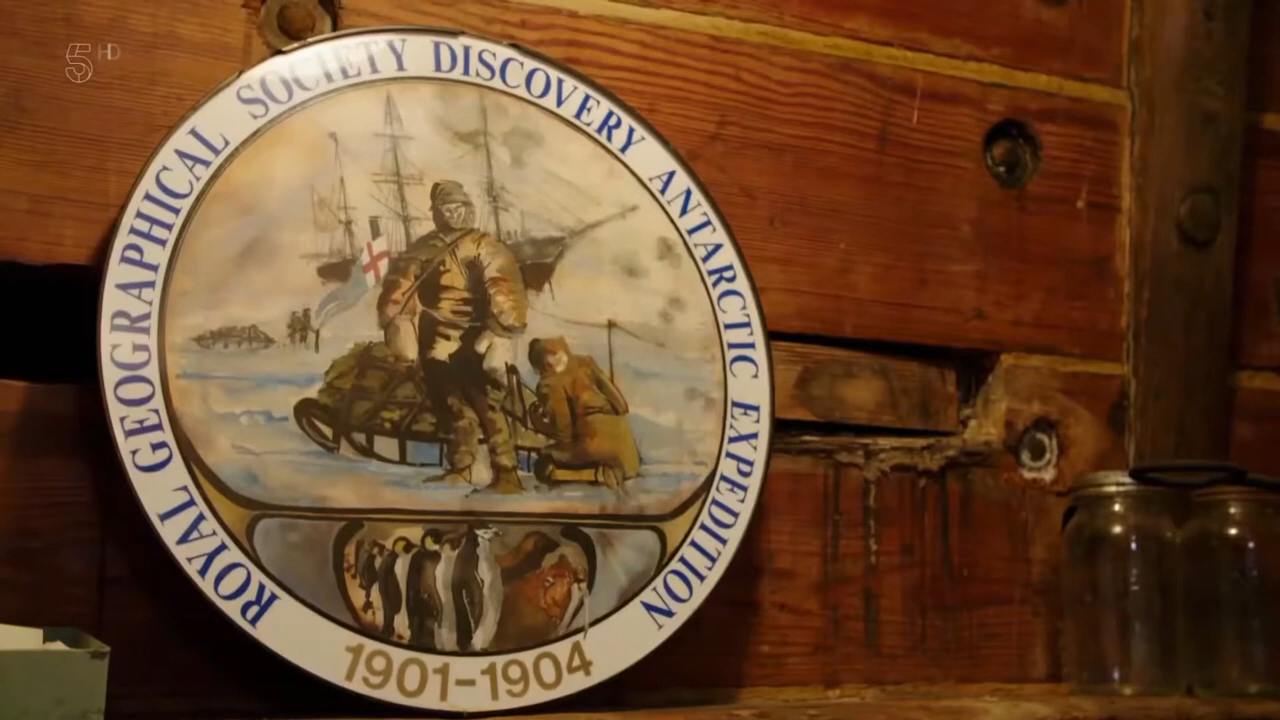 5 HD
ROYAL GEOGRAPHICAL SOCIETY DISCOVERY ANTARCTIC EXPEDITION
1901-1904